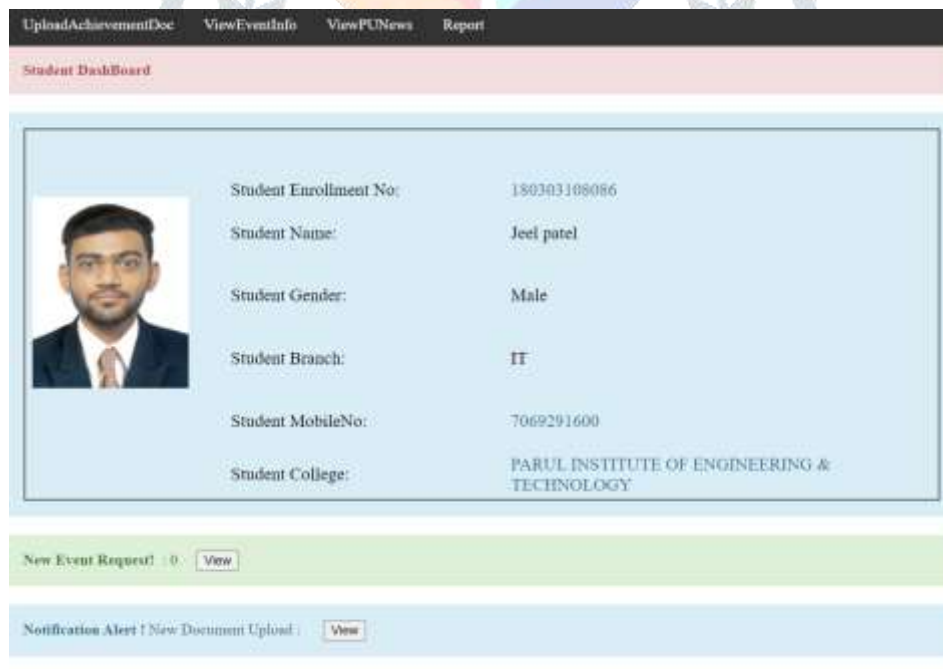 UploadAchievementDoc ViewEventInfo ViewPUNews Report
Student DashBoard
Student Enrollment No: 180303108086
Student Name: Jeel patel
Student Gender: Male
Student Branch: IT
Student MobileNo: 7069291600
Student College: PARUL INSTITUTE OF ENGINEERING &
TECHNOLOGY
New Event Request! : 0 View
Notification Alert ! New Document Upload : View